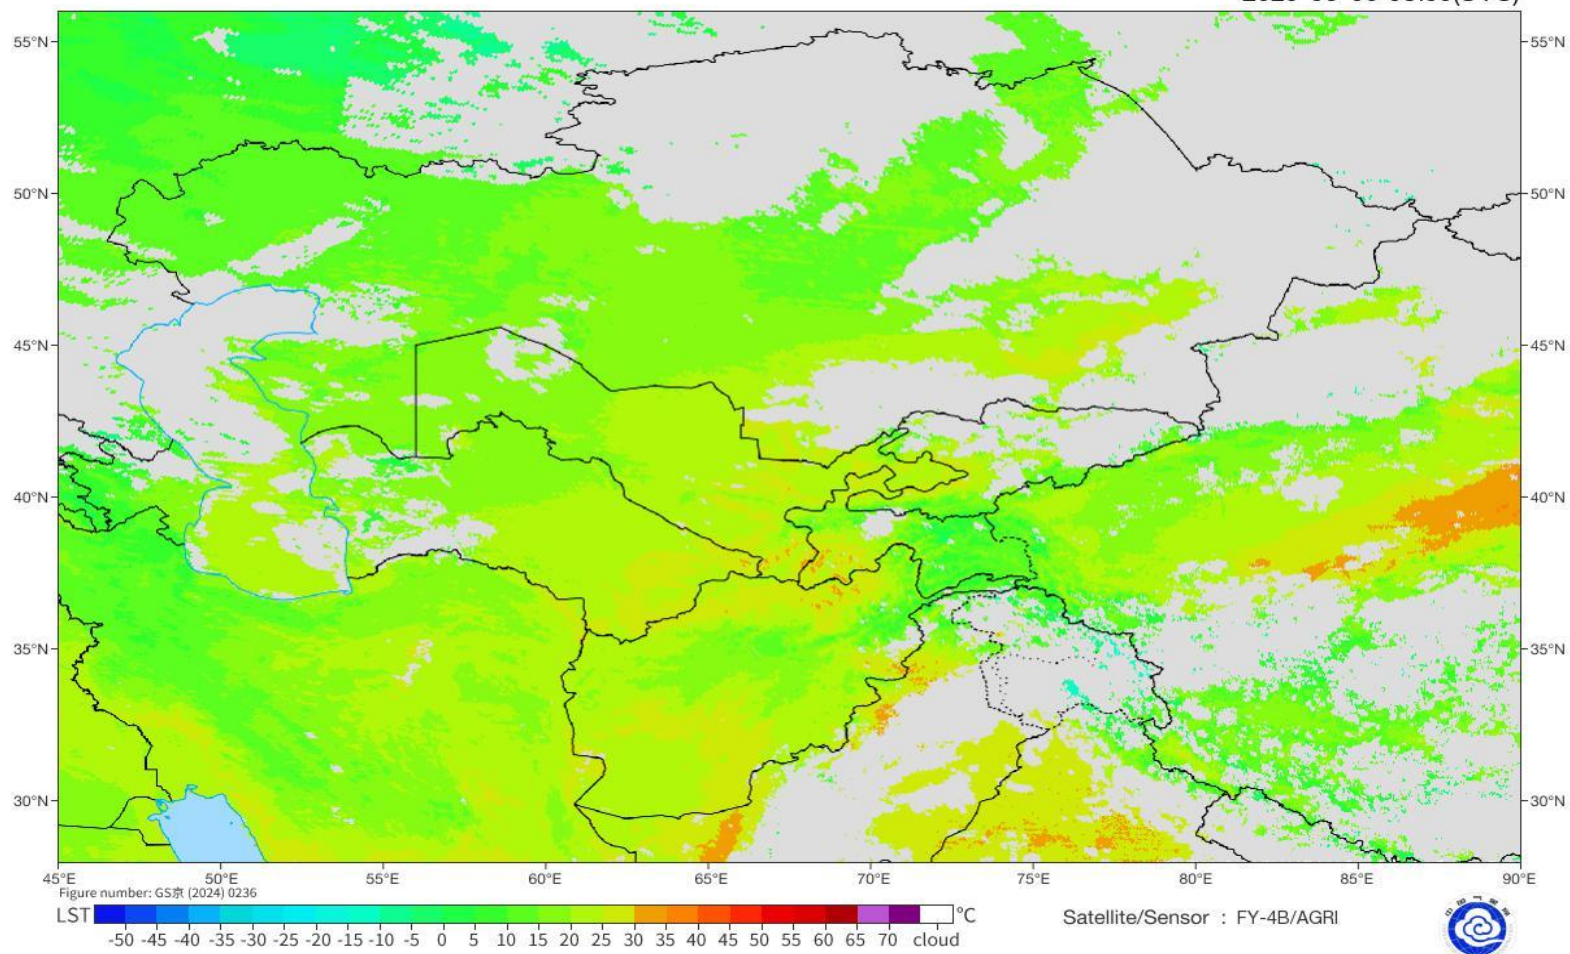 55°N 55°N
50°N 50°N
45°N 45°N
40°N 40°N
35°N 35°N
30°N 30°N
45°E 50°E 55°E 60°E 65°E 70°E 75°E 80°E 85°E 90°E
Figure number: GS京 (2024) 0236
LST °C
-50 -45 -40 -35 -30 -25 -20 -15 -10 -5 0 5 10 15 20 25 30 35 40 45 50 55 60 65 70 cloud
Satellite/Sensor : FY-4B/AGRI